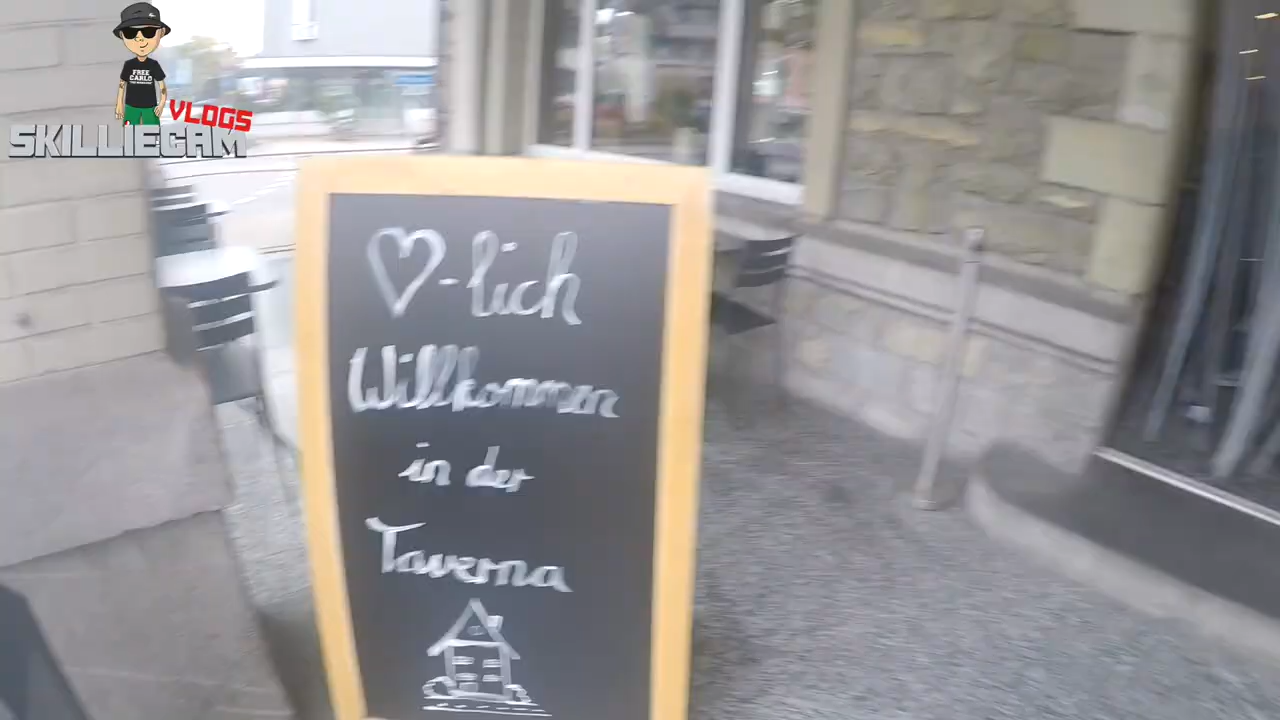 FREE
CARLO
VLOGS
SKILLIECAM
♡-lich
Willkommen
in der
Taverna